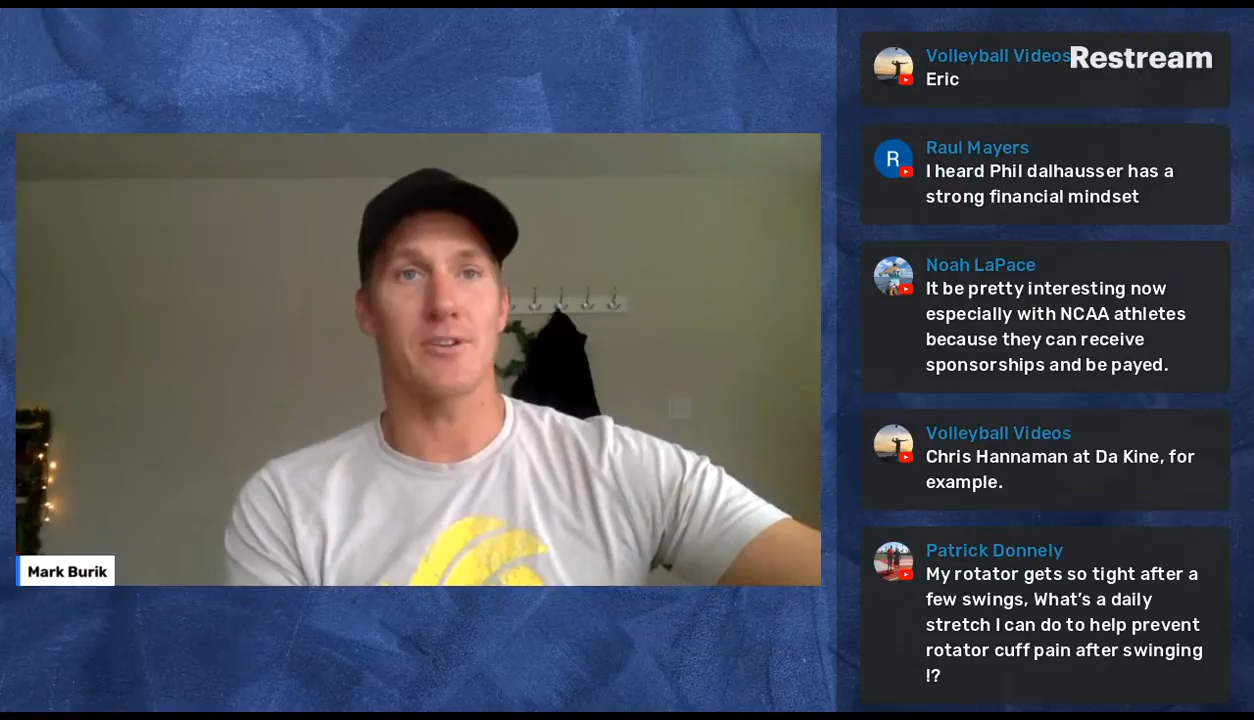 Volleyball Videos
Restream
Eric
R
Raul Mayers
I heard Phil dalhausser has a
strong financial mindset
Noah LaPace
It be pretty interesting now
especially with NCAA athletes
because they can receive
sponsorships and be payed.
Volleyball Videos
Chris Hannaman at Da Kine, for
example.
Patrick Donnely
My rotator gets so tight after a
few swings, What's a daily
stretch I can do to help prevent
rotator cuff pain after swinging
!?
Mark Burik